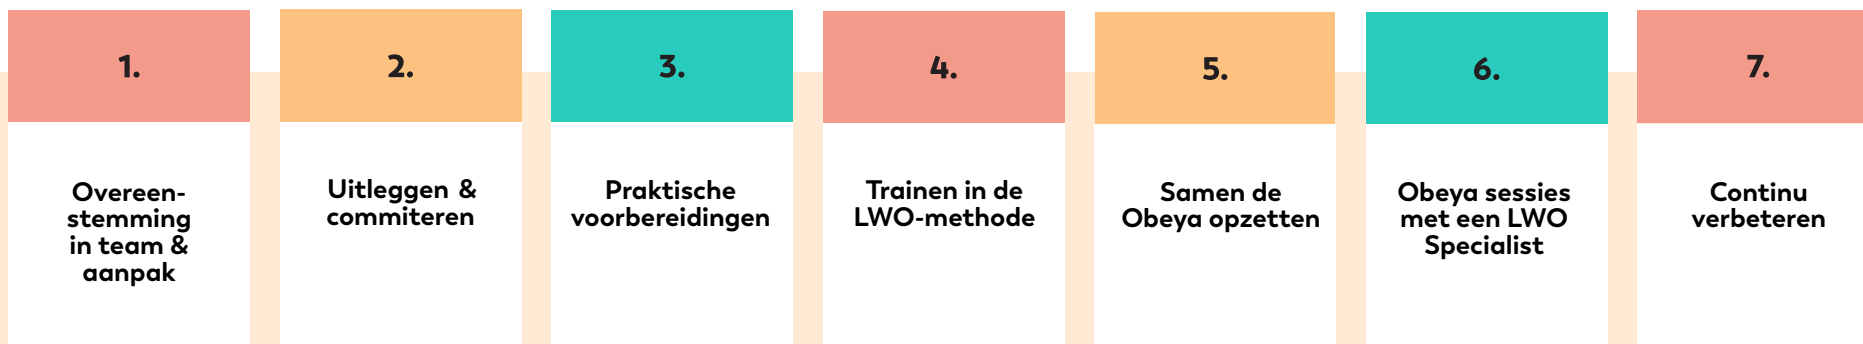 1.
Overeen-
stemming
in team &
aanpak
2.
Uitleggen &
commiteren
3.
Praktische
voorbereidingen
4.
Trainen in de
LWO-methode
5.
Samen de
Obeya opzetten
6.
Obeya sessies
met een LWO
Specialist
7.
Continu
verbeteren